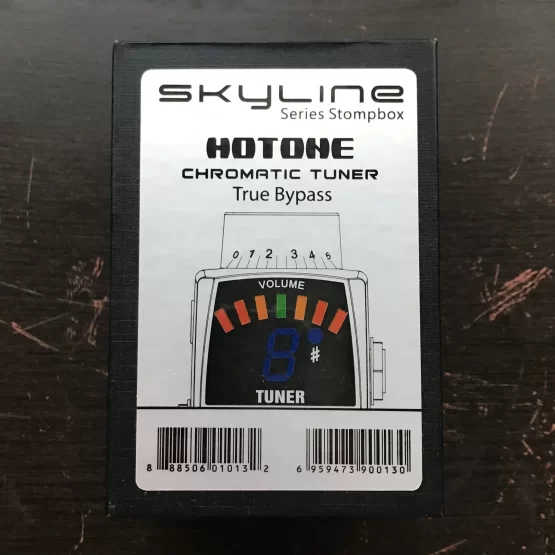 SKYLINE
Series Stompbox
HOTONE
CHROMATIC TUNER
True Bypass
0 1 2 3 4 5
VOLUME
8 #
TUNER
8 88506 01013 2
6 959473 900130